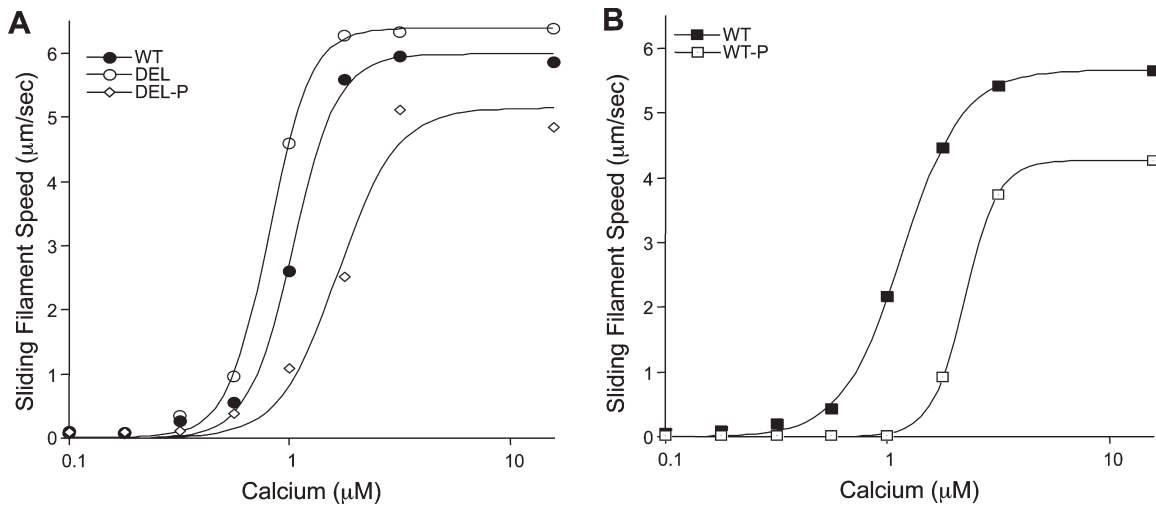 A
Sliding Filament Speed (μm/sec)
6
5
4
3
2
1
0
WT
DEL
DEL-P
0.1
1
10
Calcium (μM)
B
Sliding Filament Speed (μm/sec)
6
5
4
3
2
1
0
WT
WT-P
0.1
1
10
Calcium (μM)